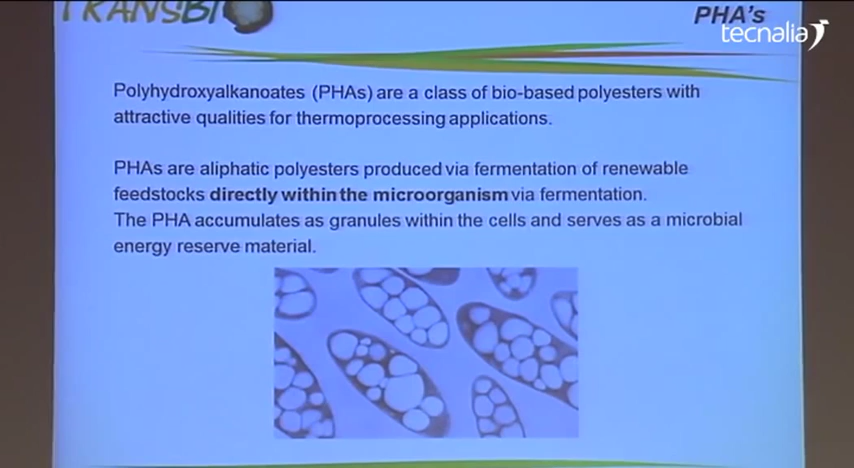 TRANSBIO
PHA's
tecnalia
Polyhydroxyalkanoates (PHAs) are a class of bio-based polyesters with
attractive qualities for thermoprocessing applications.
PHAs are aliphatic polyesters produced via fermentation of renewable
feedstocks directly within the microorganism via fermentation.
The PHA accumulates as granules within the cells and serves as a microbial
energy reserve material.